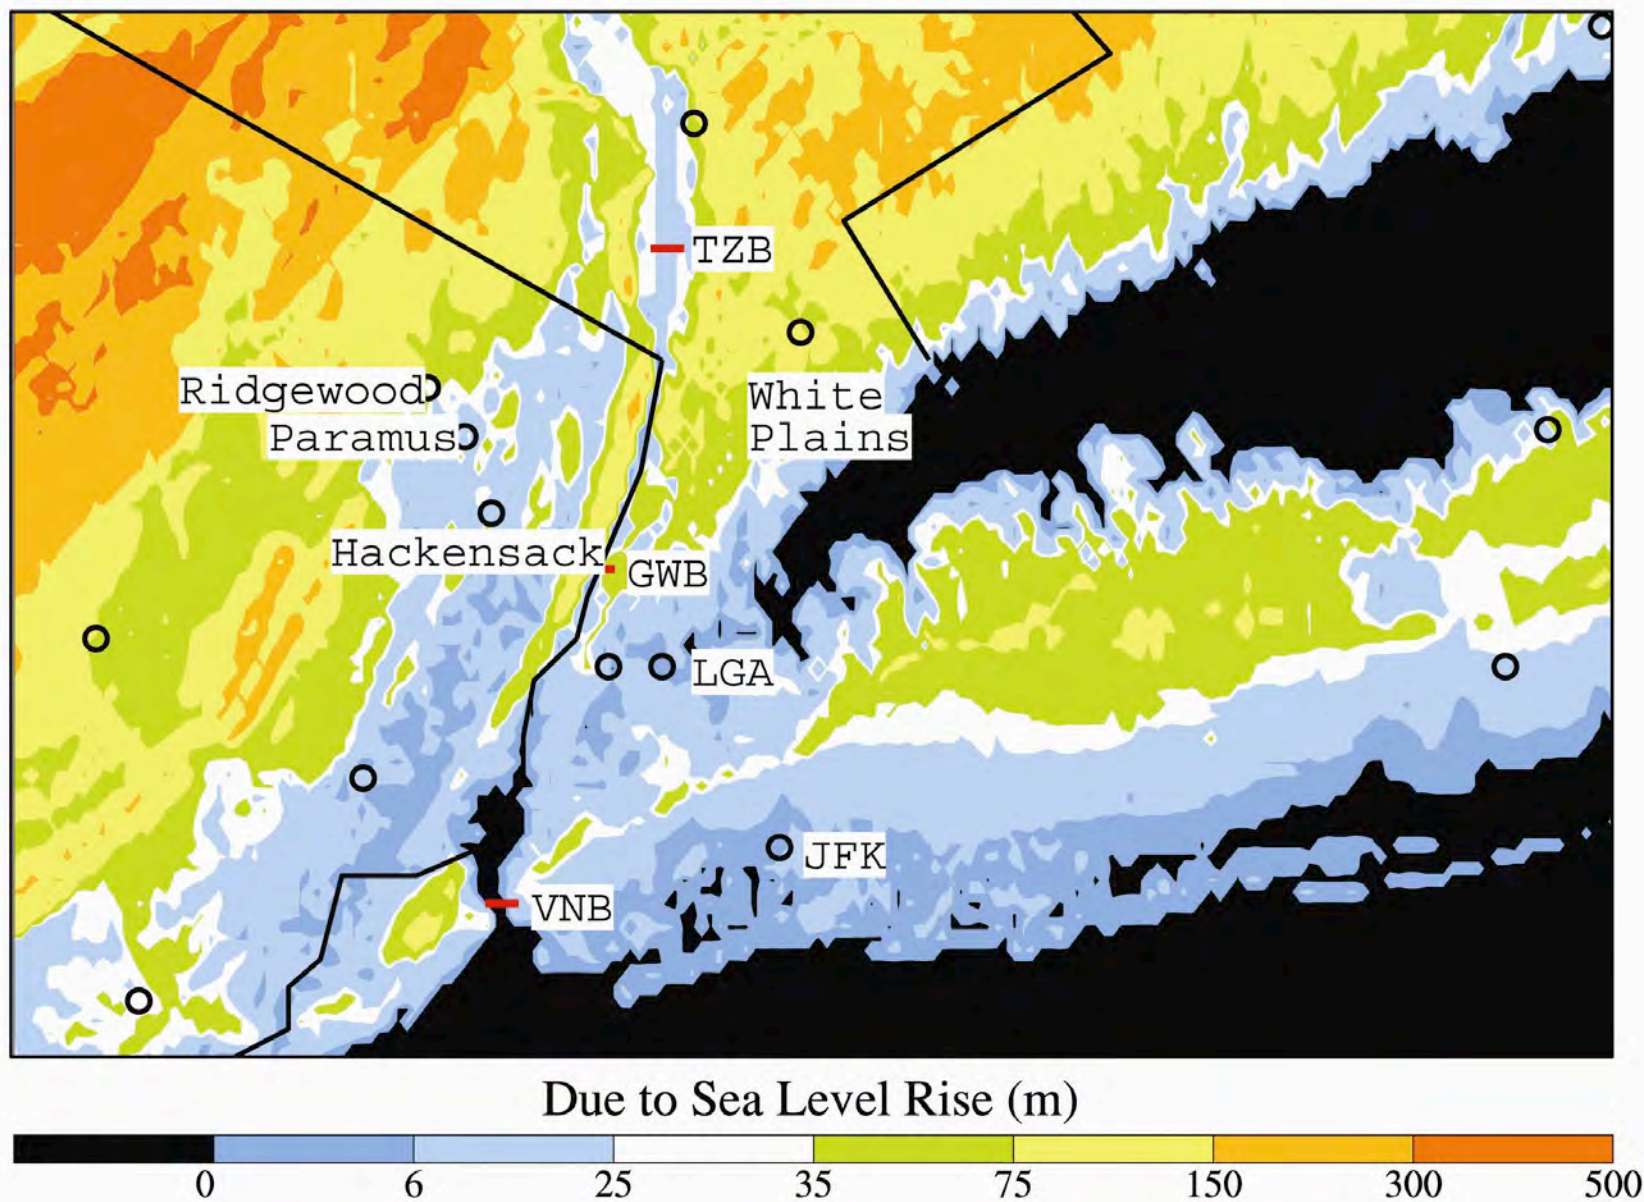 TZB
Ridgewood
White
Paramus
Plains
Hackensack
GWB
LGA
JFK
VNB
Due to Sea Level Rise (m)
0 6 25 35 75 150 300 500